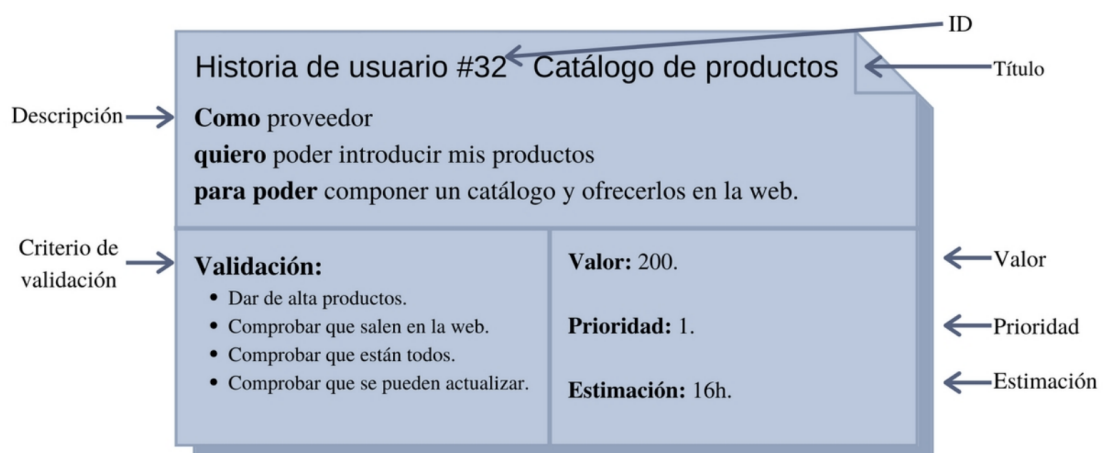 ID
Historia de usuario #32 Catálogo de productos
Título
Descripción
Como proveedor
quiero poder introducir mis productos
para poder componer un catálogo y ofrecerlos en la web.
Criterio de
validación
Validación:
• Dar de alta productos.
• Comprobar que salen en la web.
• Comprobar que están todos.
• Comprobar que se pueden actualizar.
Valor: 200.
Prioridad: 1.
Estimación: 16h.
Valor
Prioridad
Estimación